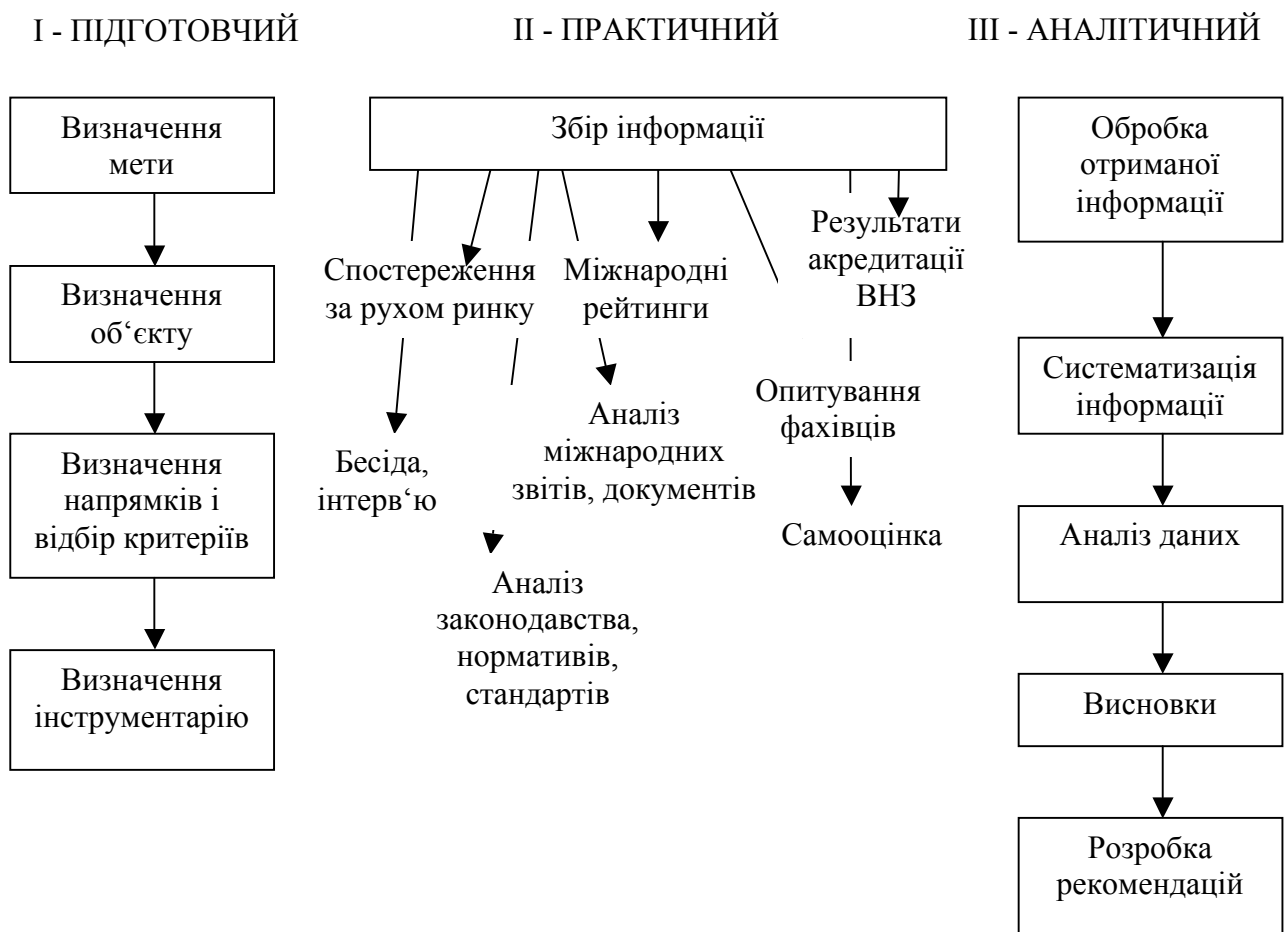 І - ПІДГОТОВЧИЙ
ІІ - ПРАКТИЧНИЙ
ІІІ - АНАЛІТИЧНИЙ
Визначення
мети
Визначення
об‘єкту
Визначення
напрямків і
відбір критеріїв
Визначення
інструментарію
Збір інформації
Спостереження
за рухом ринку
Міжнародні
рейтинги
Результати
акредитації
ВНЗ
Бесіда,
інтерв‘ю
Аналіз
міжнародних
звітів, документів
Опитування
фахівців
Самооцінка
Аналіз
законодавства,
нормативів,
стандартів
Обробка
отриманої
інформації
Систематизація
інформації
Аналіз даних
Висновки
Розробка
рекомендацій